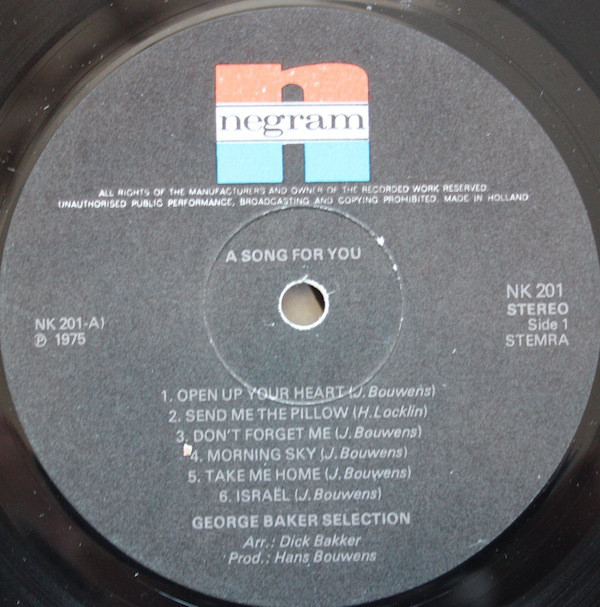 negram
ALL RIGHTS OF THE MANUFACTURERS AND OWNER OF THE RECORDED WORK RESERVED.
UNAUTHORISED PUBLIC PERFORMANCE, BROADCASTING AND COPYING PROHIBITED. MADE IN HOLLAND
A SONG FOR YOU
NK 201-A)
℗ 1975
NK 201
STEREO
Side 1
STEMRA
1. OPEN UP YOUR HEART (J.Bouwens)
2. SEND ME THE PILLOW (H.Locklin)
3. DON'T FORGET ME (J.Bouwens)
4. MORNING SKY (J.Bouwens)
5. TAKE ME HOME (J.Bouwens)
6. ISRAËL (J.Bouwens)
GEORGE BAKER SELECTION
Arr.: Dick Bakker
Prod.: Hans Bouwens